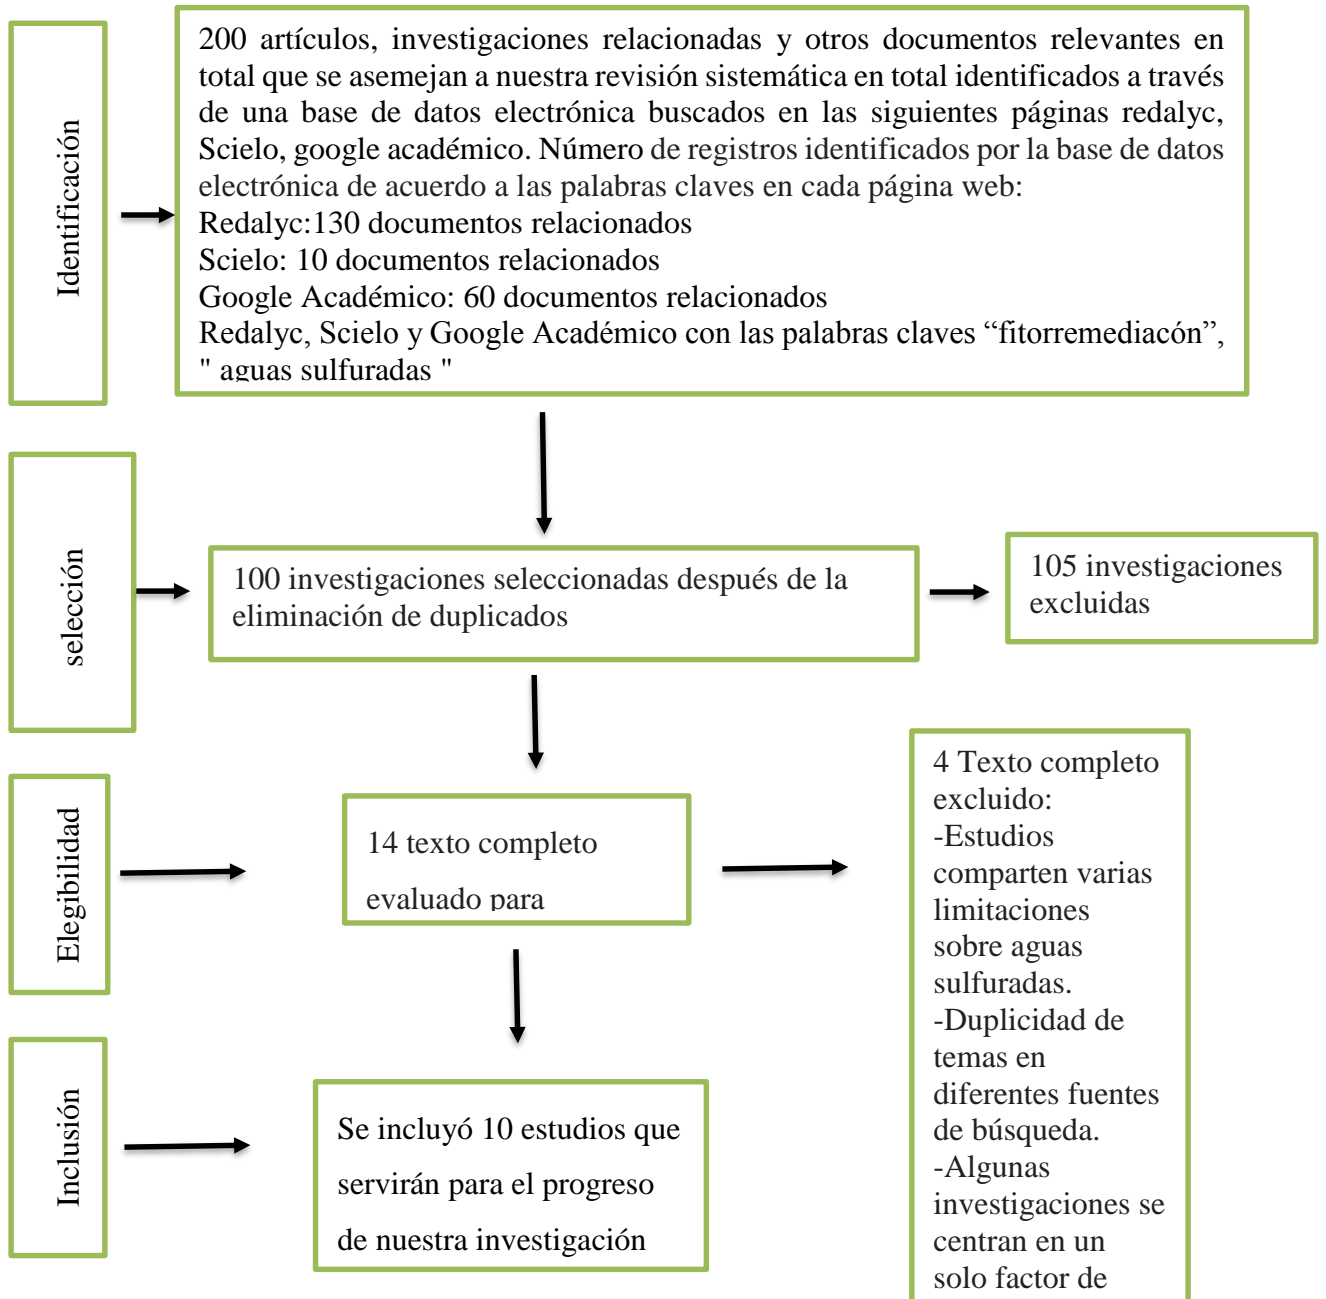 Identificación
200 artículos, investigaciones relacionadas y otros documentos relevantes en
total que se asemejan a nuestra revisión sistemática en total identificados a través
de una base de datos electrónica buscados en las siguientes páginas redalyc,
Scielo, google académico. Número de registros identificados por la base de datos
electrónica de acuerdo a las palabras claves en cada página web:
Redalyc:130 documentos relacionados
Scielo: 10 documentos relacionados
Google Académico: 60 documentos relacionados
Redalyc, Scielo y Google Académico con las palabras claves “fitorremediacón”,
" aguas sulfuradas "
selección
100 investigaciones seleccionadas después de la
eliminación de duplicados
105 investigaciones
excluidas
Elegibilidad
14 texto completo
evaluado para
4 Texto completo
excluido:
-Estudios
comparten varias
limitaciones
sobre aguas
sulfuradas.
-Duplicidad de
temas en
diferentes fuentes
de búsqueda.
-Algunas
investigaciones se
centran en un
solo factor de
Inclusión
Se incluyó 10 estudios que
servirán para el progreso
de nuestra investigación